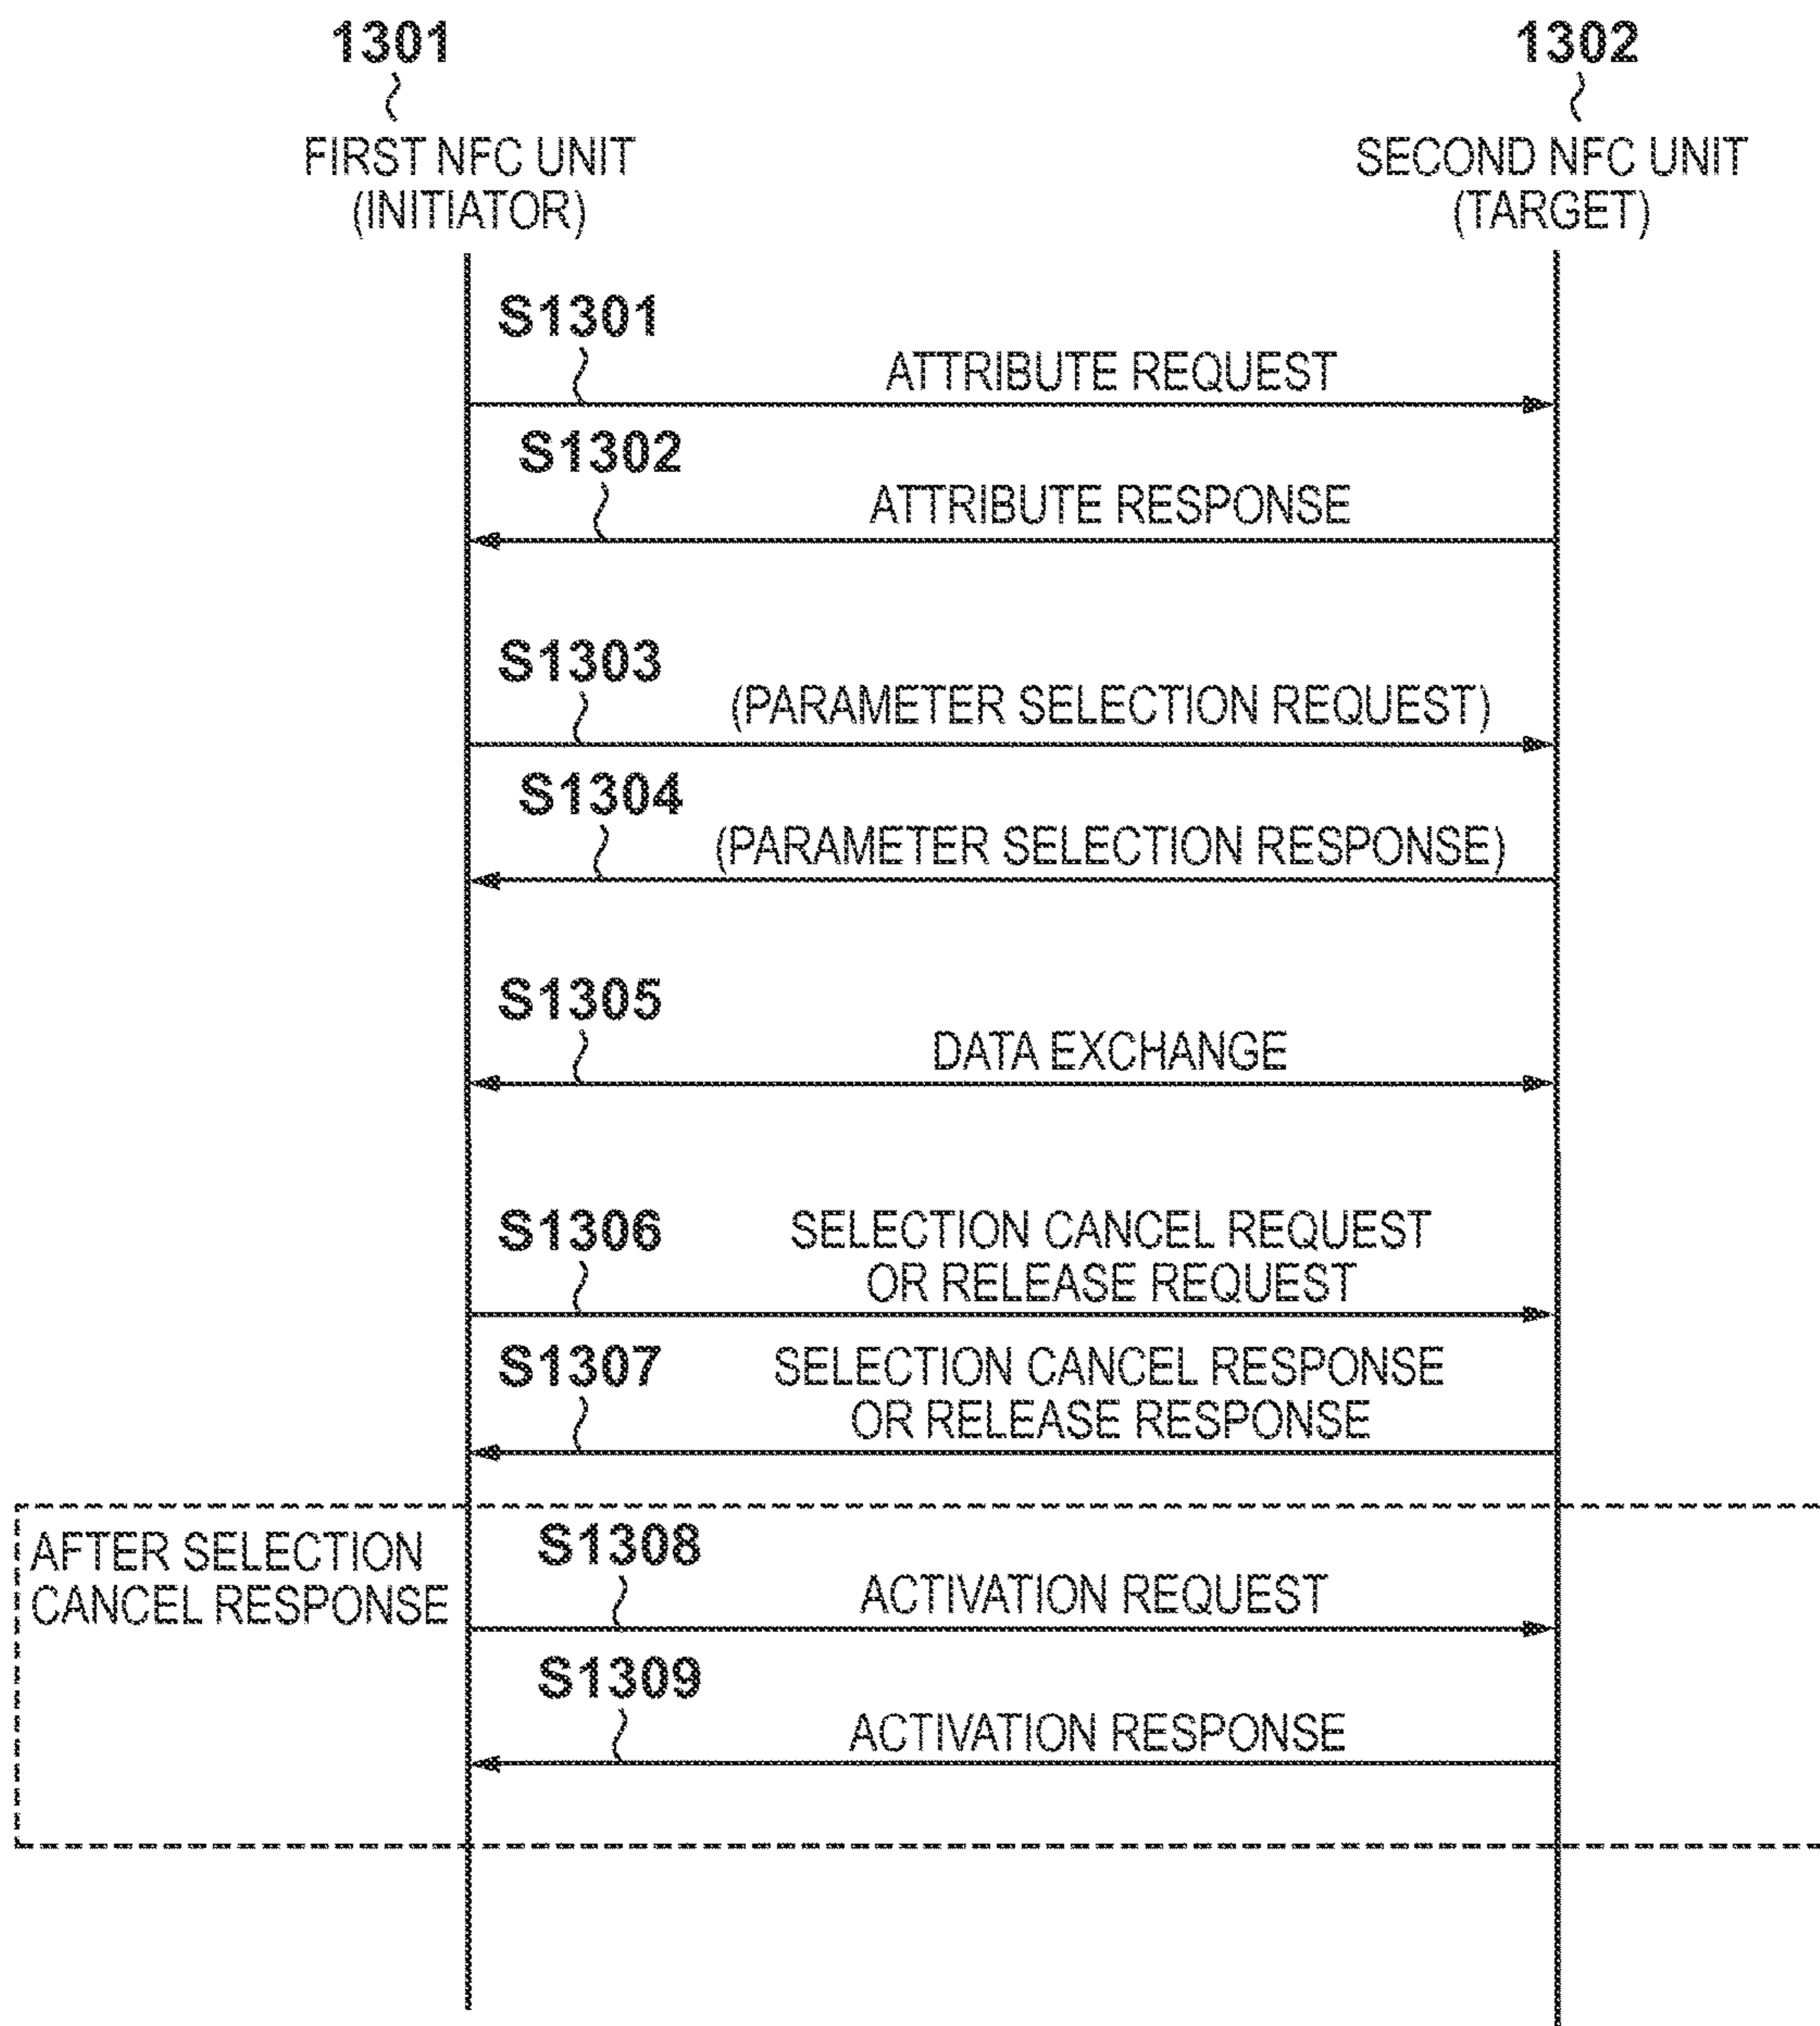 1301
1302
FIRST NFC UNIT
(INITIATOR)
SECOND NFC UNIT
(TARGET)
S1301
ATTRIBUTE REQUEST
S1302
ATTRIBUTE RESPONSE
S1303
(PARAMETER SELECTION REQUEST)
S1304
(PARAMETER SELECTION RESPONSE)
S1305
DATA EXCHANGE
S1306
SELECTION CANCEL REQUEST
OR RELEASE REQUEST
S1307
SELECTION CANCEL RESPONSE
OR RELEASE RESPONSE
AFTER SELECTION
CANCEL RESPONSE
S1308
ACTIVATION REQUEST
S1309
ACTIVATION RESPONSE